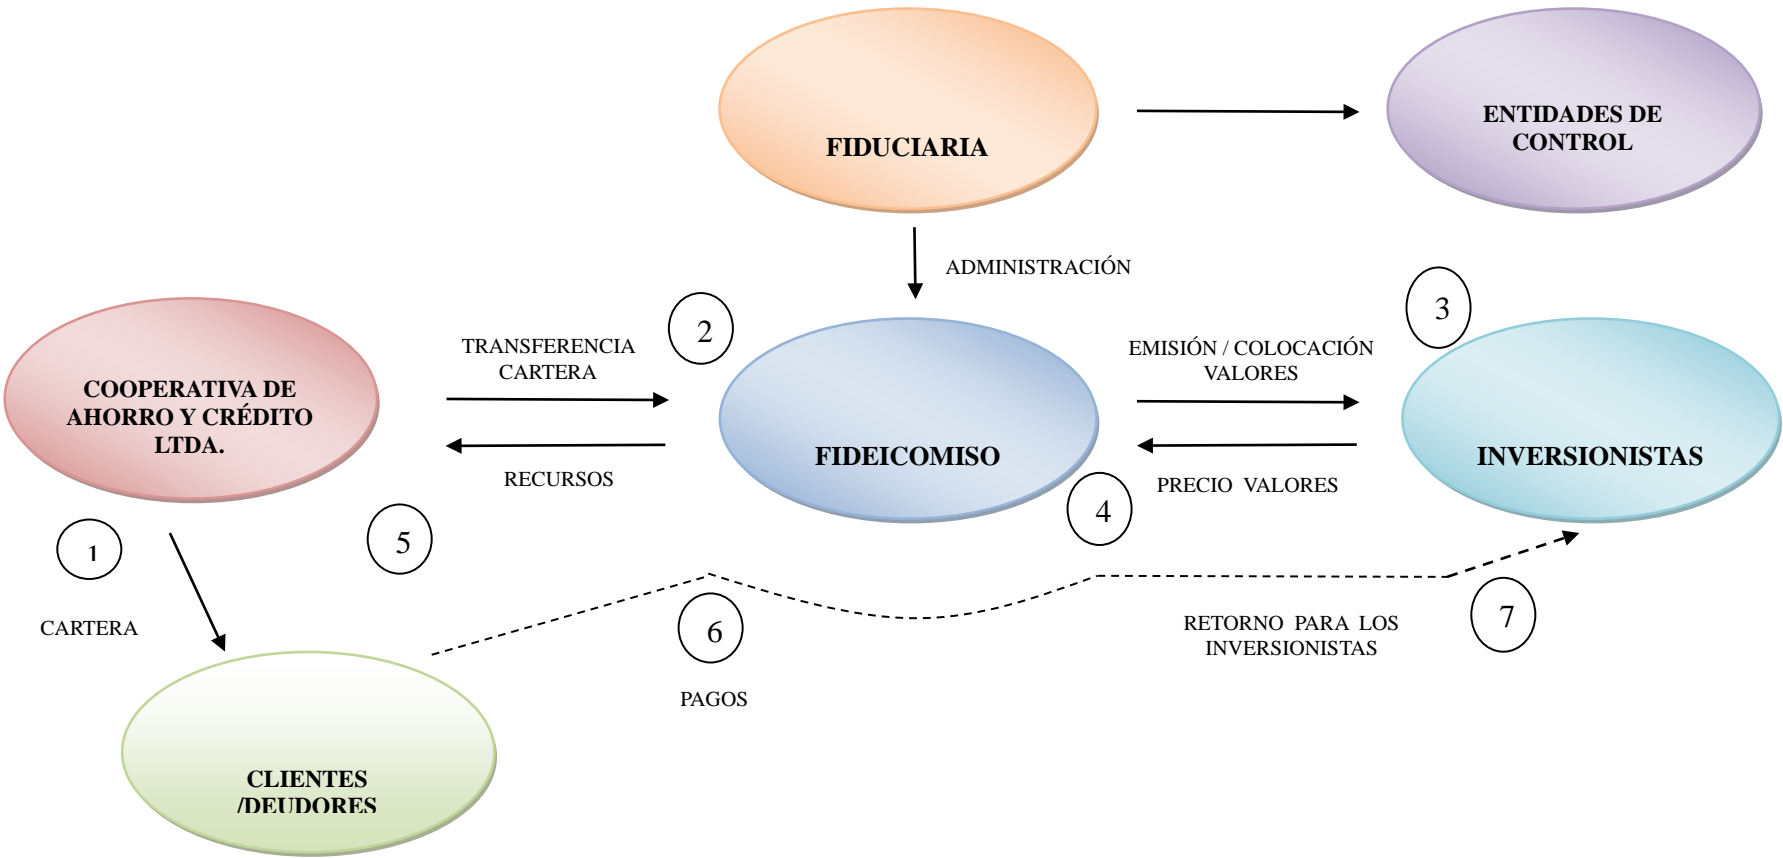 FIDUCIARIA
ENTIDADES DE
CONTROL
ADMINISTRACIÓN
COOPERATIVA DE
AHORRO Y CRÉDITO
LTDA.
TRANSFERENCIA
CARTERA
2
RECURSOS
FIDEICOMISO
EMISIÓN / COLOCACIÓN
VALORES
3
PRECIO VALORES
4
INVERSIONISTAS
1
CARTERA
5
6
PAGOS
RETORNO PARA LOS
INVERSIONISTAS
7
CLIENTES
/DEUDORES